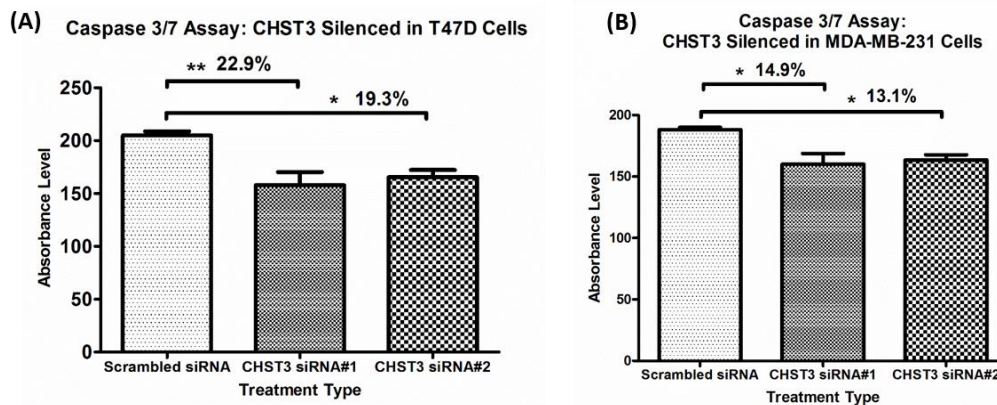 (A)
Caspase 3/7 Assay: CHST3 Silenced in T47D Cells
** 22.9%
* 19.3%
250
200
150
100
50
0
Absorbance Level
Scrambled siRNA CHST3 siRNA#1 CHST3 siRNA#2
Treatment Type
(B)
Caspase 3/7 Assay:
CHST3 Silenced in MDA-MB-231 Cells
* 14.9%
* 13.1%
200
150
100
50
0
Absorbance Level
Scrambled siRNA CHST3 siRNA#1 CHST3 siRNA#2
Treatment Type